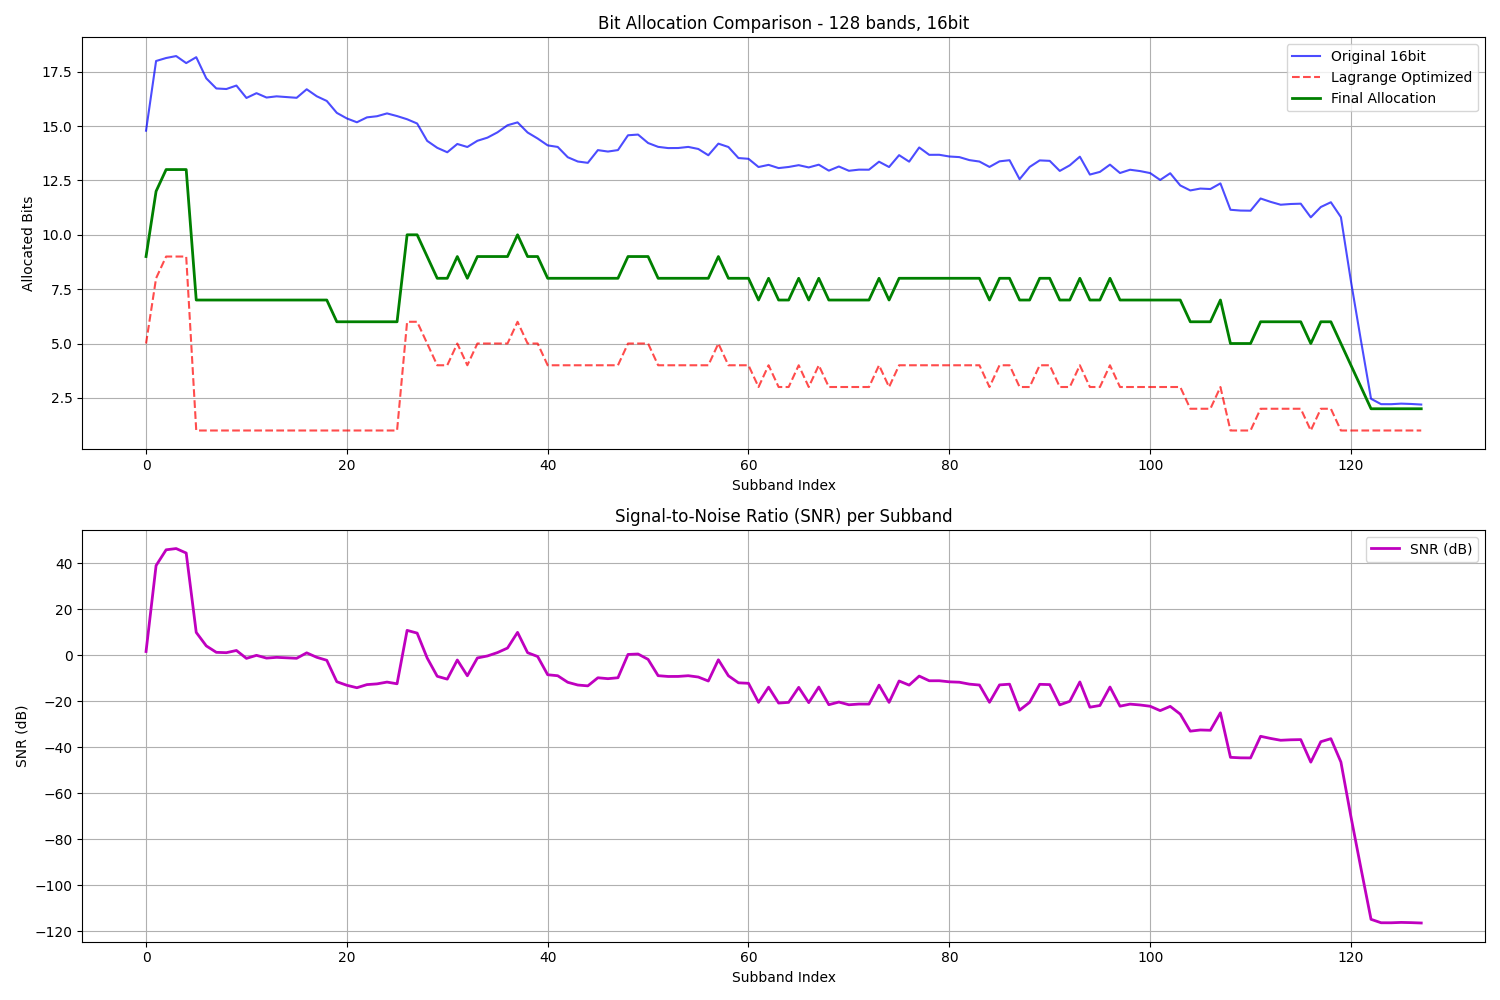 Bit Allocation Comparison - 128 bands, 16bit
Original 16bit
Lagrange Optimized
Final Allocation
Allocated Bits
17.5
15.0
12.5
10.0
7.5
5.0
2.5
0 20 40 60 80 100 120
Subband Index
Signal-to-Noise Ratio (SNR) per Subband
SNR (dB)
SNR (dB)
40
20
0
−20
−40
−60
−80
−100
−120
0 20 40 60 80 100 120
Subband Index